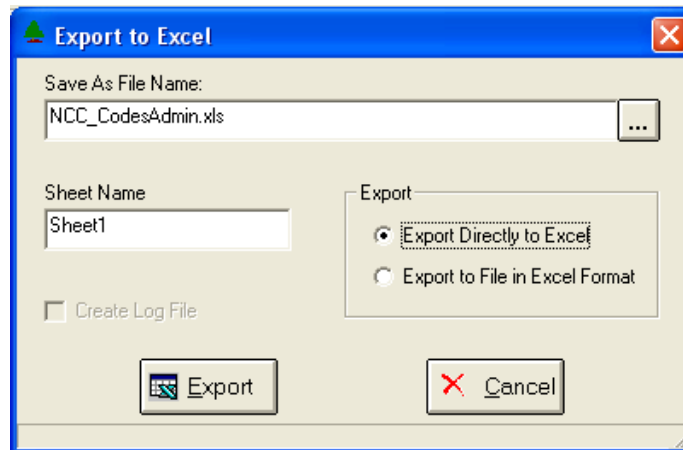 Export to Excel
Save As File Name:
NCC_CodesAdmin.xls
...
Sheet Name
Sheet1
Export
Export Directly to Excel
Export to File in Excel Format
Create Log File
Export
Cancel